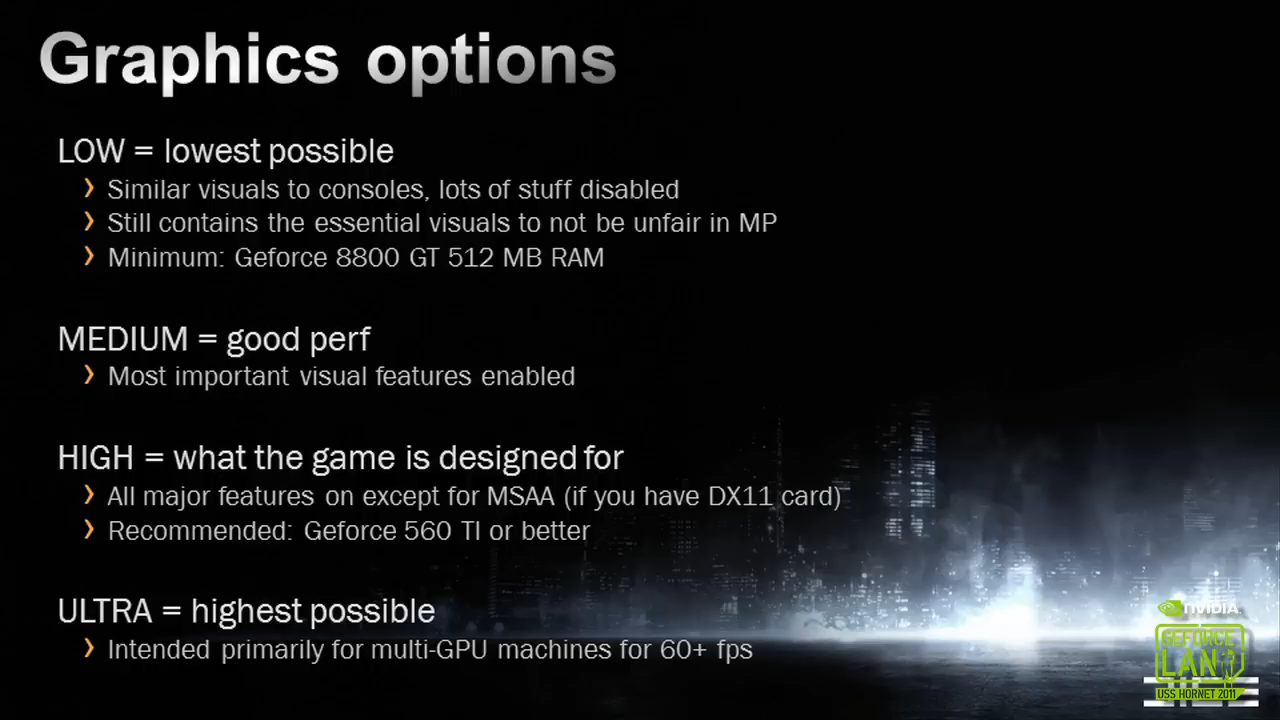 Graphics options
LOW = lowest possible
› Similar visuals to consoles, lots of stuff disabled
› Still contains the essential visuals to not be unfair in MP
› Minimum: Geforce 8800 GT 512 MB RAM
MEDIUM = good perf
› Most important visual features enabled
HIGH = what the game is designed for
› All major features on except for MSAA (if you have DX11 card)
› Recommended: Geforce 560 TI or better
ULTRA = highest possible
› Intended primarily for multi-GPU machines for 60+ fps
NVIDIA
GEFORCE
LAN
USS HORNET 2011